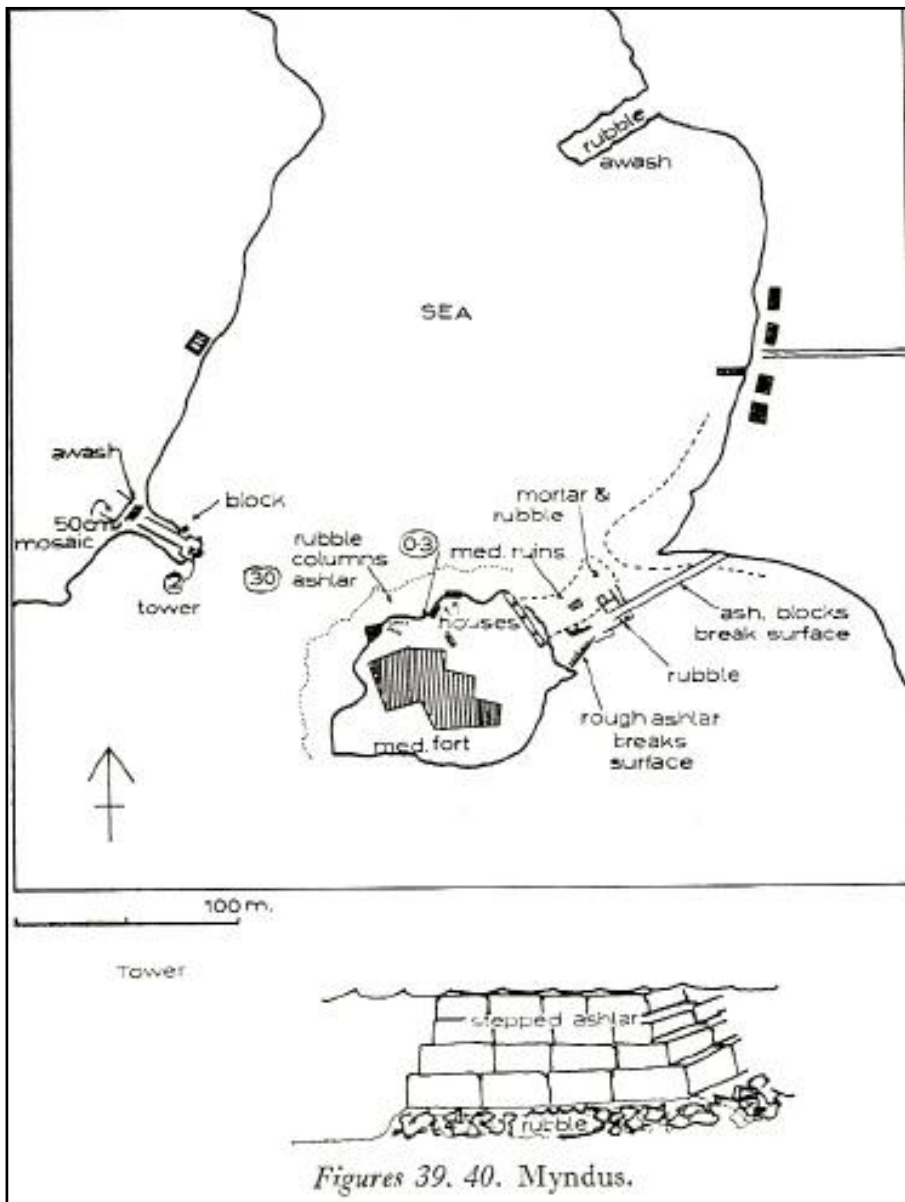 rubble
awash
SEA
awash
block
50cm
mosaic
2
tower
30
rubble
columns
ashlar
0·3
med. ruins
mortar &
rubble
houses
med. fort
ash, blocks
break surface
rubble
rough ashlar
breaks
surface
100 m.
Tower
stepped ashlar
rubble
Figures 39. 40. Myndus.